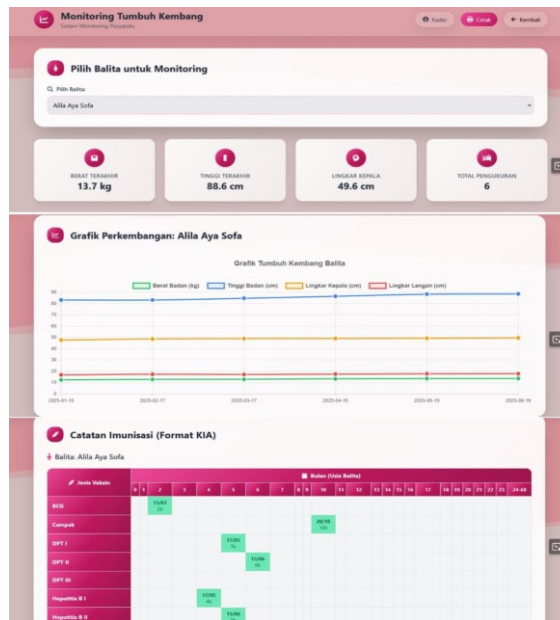 Monitoring Tumbuh Kembang
Sistem Monitoring Posyandu
Kader
Cetak
Kembali
Pilih Balita untuk Monitoring
Pilih Balita:
Alila Aya Sofa
BERAT TERAKHIR
13.7 kg
TINGGI TERAKHIR
88.6 cm
LINGKAR KEPALA
49.6 cm
TOTAL PENGUKURAN
6
Grafik Perkembangan: Alila Aya Sofa
Grafik Tumbuh Kembang Balita
Berat Badan (kg) Tinggi Badan (cm) Lingkar Kepala (cm) Lingkar Lengan (cm)
90
80
70
60
50
40
30
20
10
0
2025-01-15 2025-02-17 2025-03-17 2025-04-15 2025-05-15 2025-06-16
Catatan Imunisasi (Format KIA)
Balita: Alila Aya Sofa
Jenis Vaksin
Bulan (Usia Balita)
0 1 2 3 4 5 6 7 8 9 10 11 12 13 14 15 16 17 18 19 20 21 22 23 24-60
BCG
15/03
Campak
20/10
DPT I
17/05
DPT II
15/06
DPT III
Hepatitis B I
17/05
Hepatitis B II
15/06